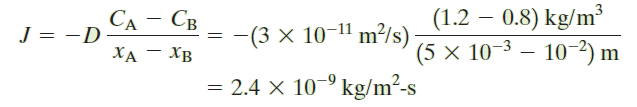 J = −D (C_A − C_B)/(x_A − x_B) = −(3 × 10⁻¹¹ m²/s) (1.2 − 0.8) kg/m³/(5 × 10⁻³ − 10⁻²) m
= 2.4 × 10⁻⁹ kg/m²-s